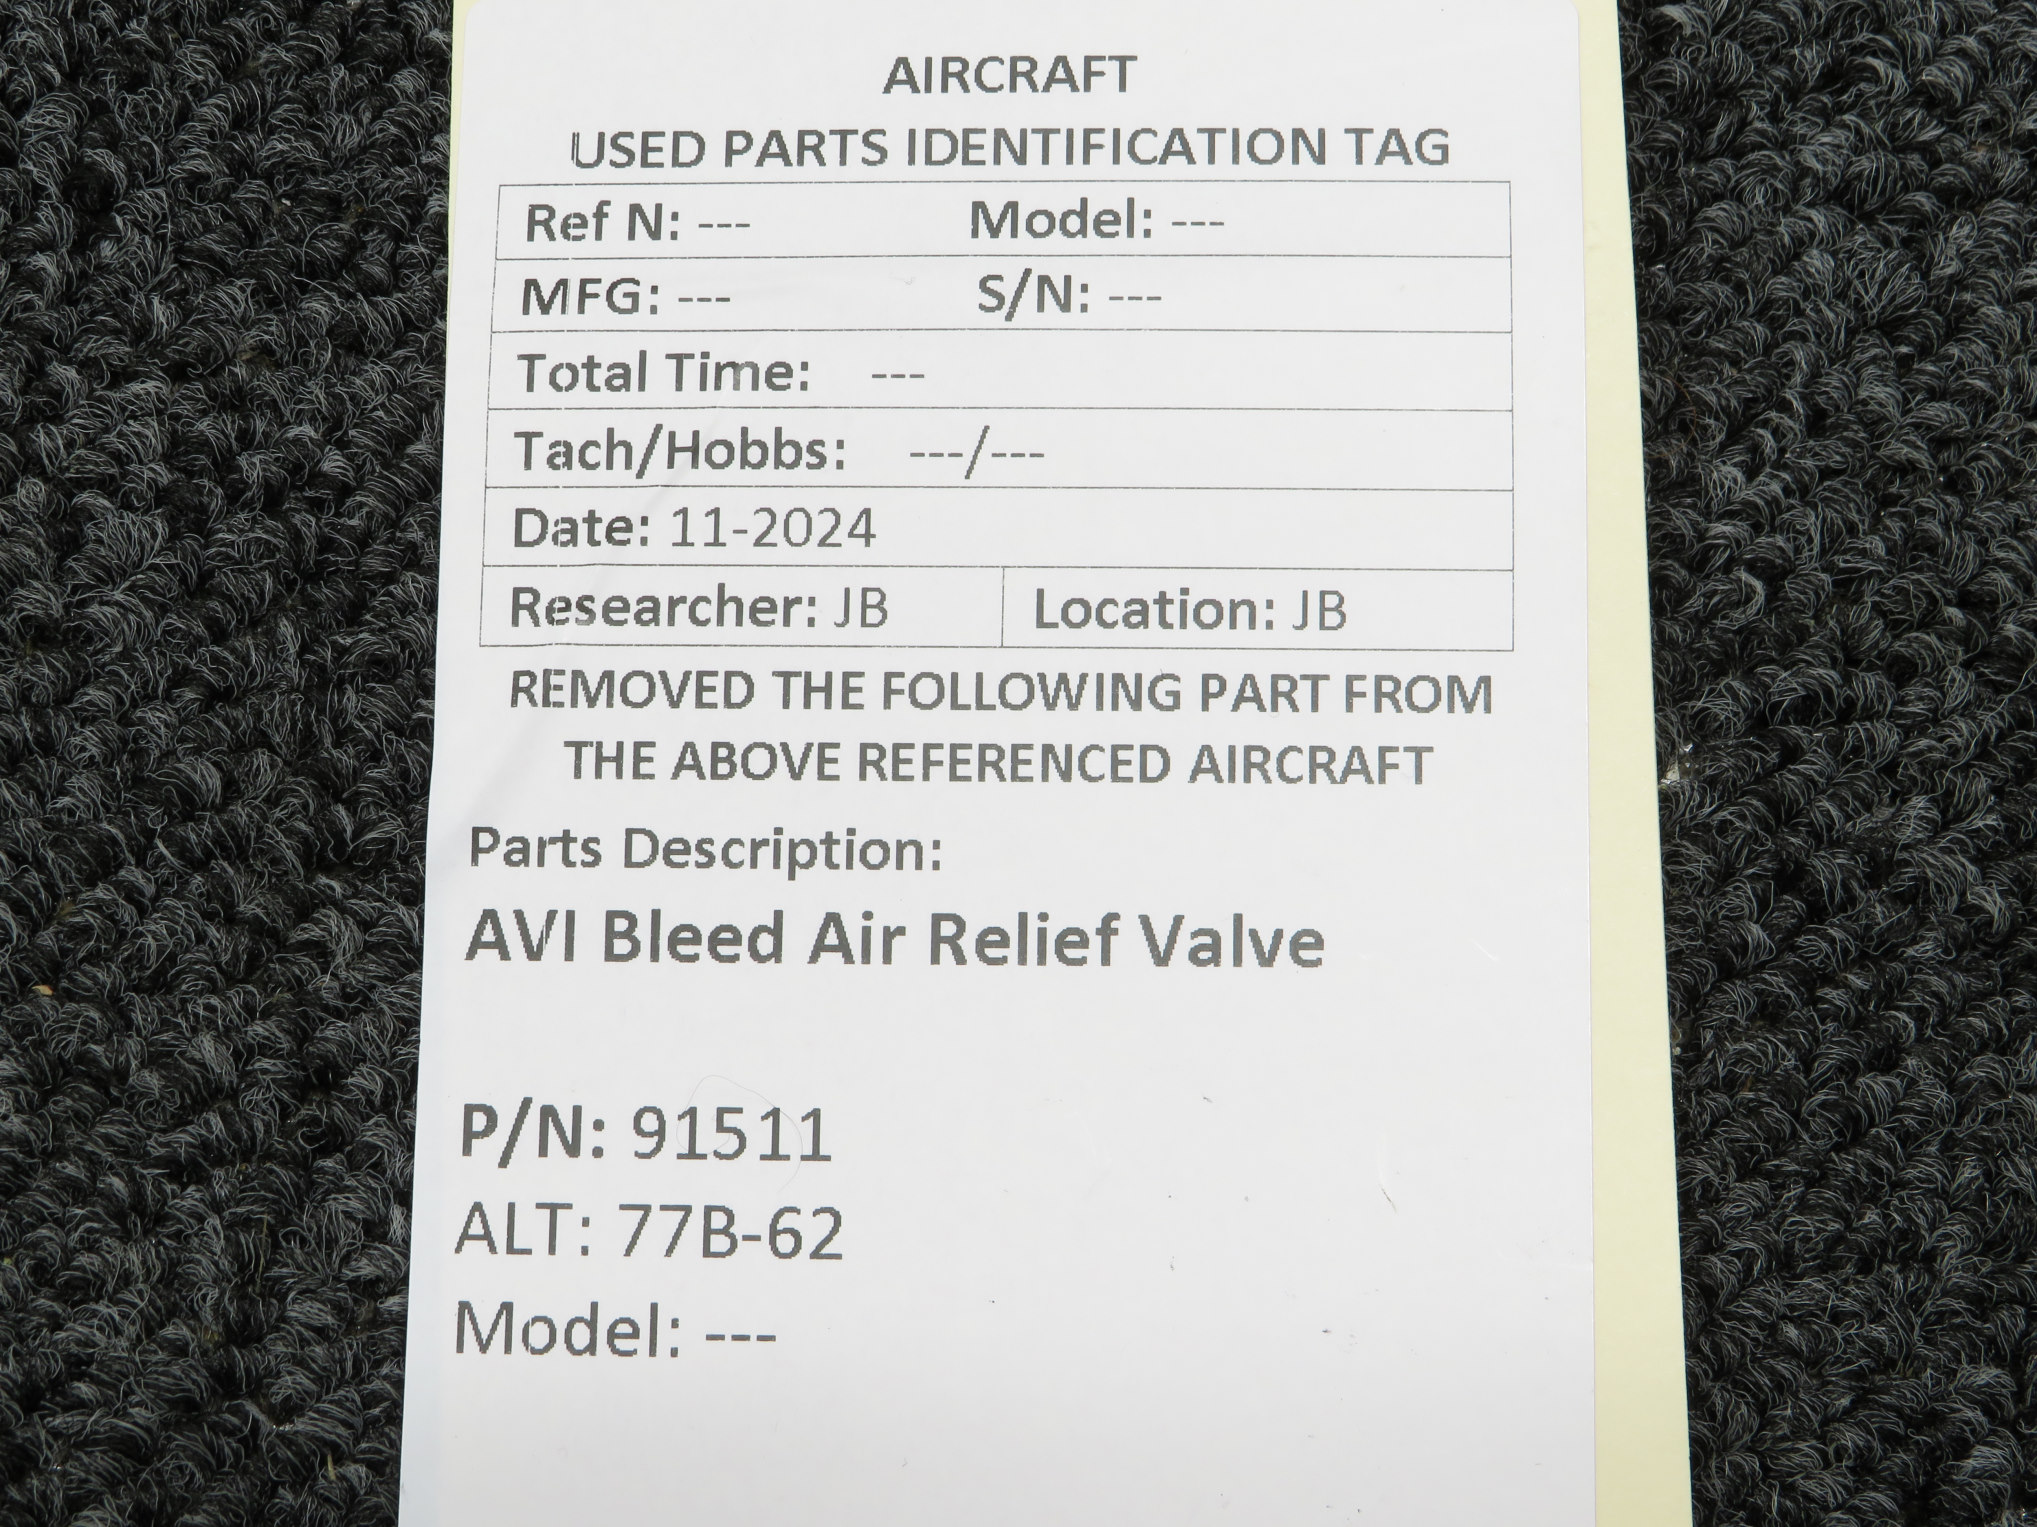 AIRCRAFT
USED PARTS IDENTIFICATION TAG
Ref N: --- Model: ---
MFG: --- S/N: ---
Total Time: ---
Tach/Hobbs: ---/---
Date: 11-2024
Researcher: JB Location: JB
REMOVED THE FOLLOWING PART FROM
THE ABOVE REFERENCED AIRCRAFT
Parts Description:
AVI Bleed Air Relief Valve
P/N: 91511
ALT: 77B-62
Model: ---